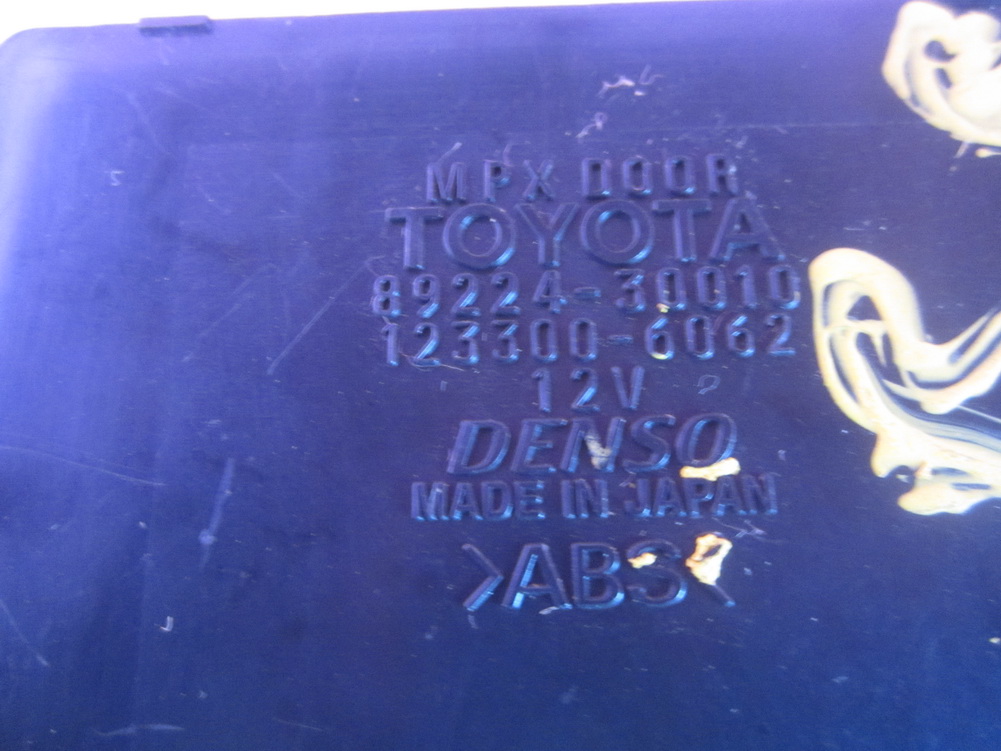 MPX DOOR
TOYOTA
89224-30010
123300-6062
12V
DENSO
MADE IN JAPAN
>ABS<